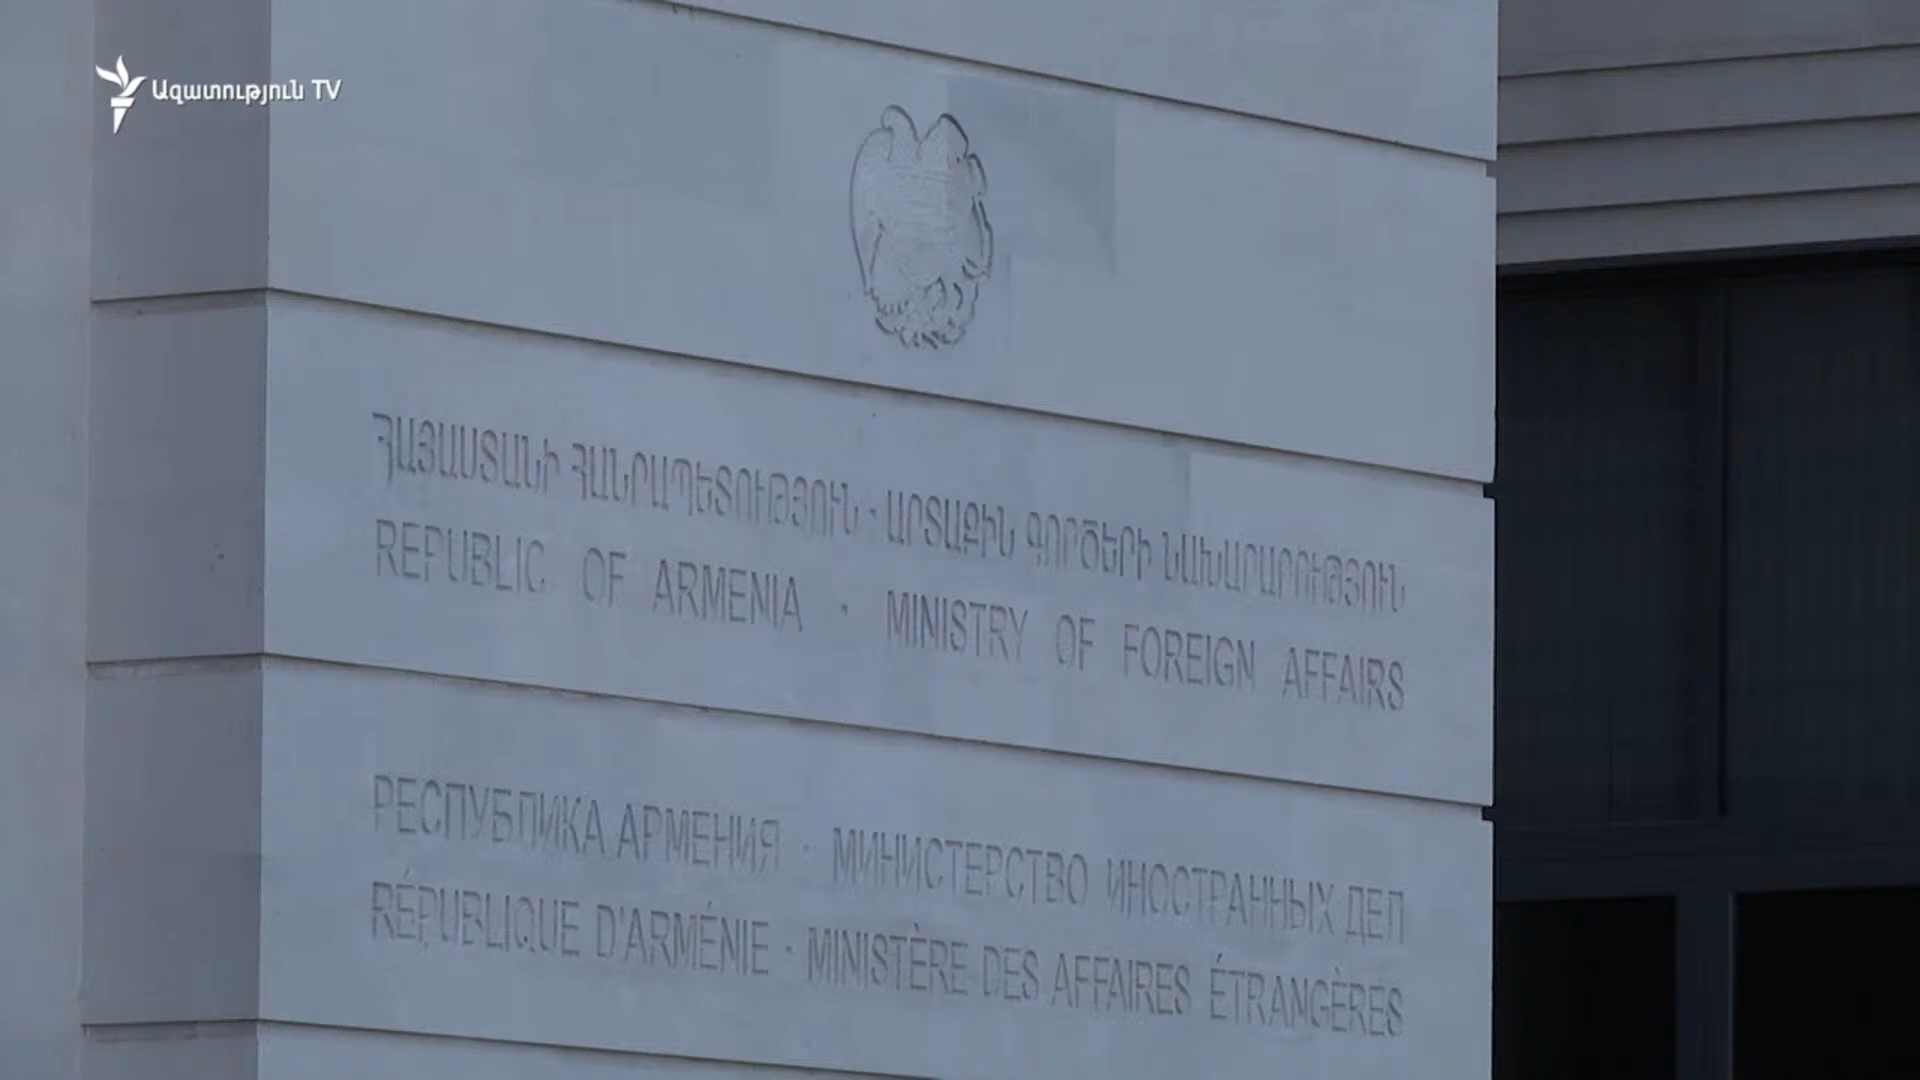 Ազատություն TV
ՀԱՅԱՍՏԱՆԻ ՀԱՆՐԱՊԵՏՈՒԹՅՈՒՆ · ԱՐՏԱՔԻՆ ԳՈՐԾԵՐԻ ՆԱԽԱՐԱՐՈՒԹՅՈՒՆ
REPUBLIC OF ARMENIA · MINISTRY OF FOREIGN AFFAIRS
РЕСПУБЛИКА АРМЕНИЯ · МИНИСТЕРСТВО ИНОСТРАННЫХ ДЕЛ
RÉPUBLIQUE D'ARMÉNIE · MINISTÈRE DES AFFAIRES ÉTRANGÈRES